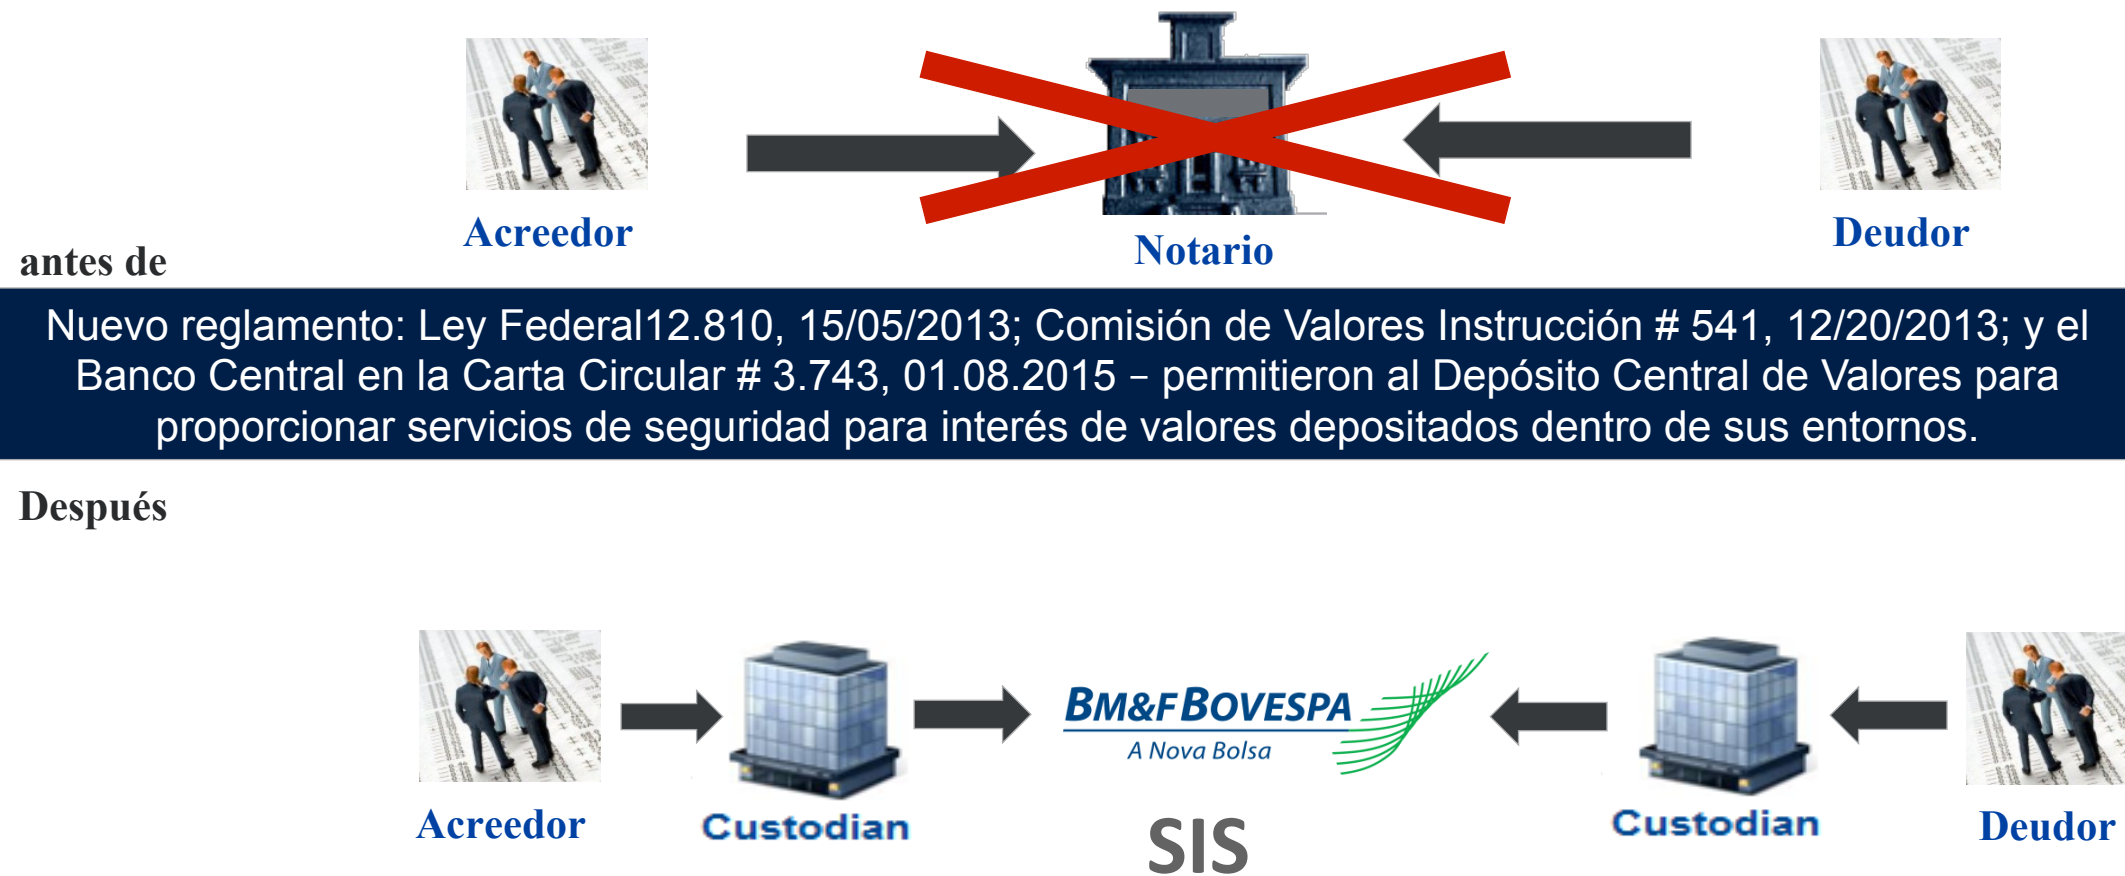 Acreedor
Notario
Deudor
antes de
Nuevo reglamento: Ley Federal12.810, 15/05/2013; Comisión de Valores Instrucción # 541, 12/20/2013; y el
Banco Central en la Carta Circular # 3.743, 01.08.2015 – permitieron al Depósito Central de Valores para
proporcionar servicios de seguridad para interés de valores depositados dentro de sus entornos.
Después
BM&FBOVESPA
A Nova Bolsa
Acreedor
Custodian
SIS
Custodian
Deudor